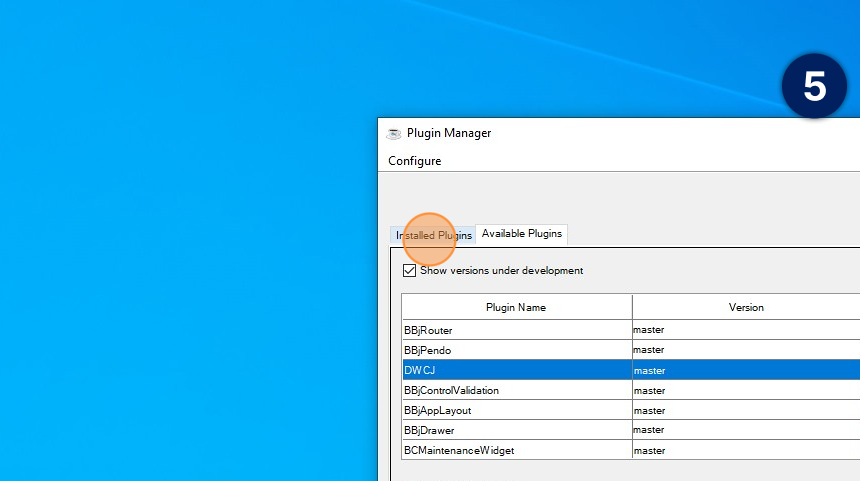 5
Plugin Manager
Configure
Installed Plugins Available Plugins
Show versions under development
Plugin Name Version
BBjRouter master
BBjPendo master
DWCJ master
BBjControlValidation master
BBjAppLayout master
BBjDrawer master
BCMaintenanceWidget master